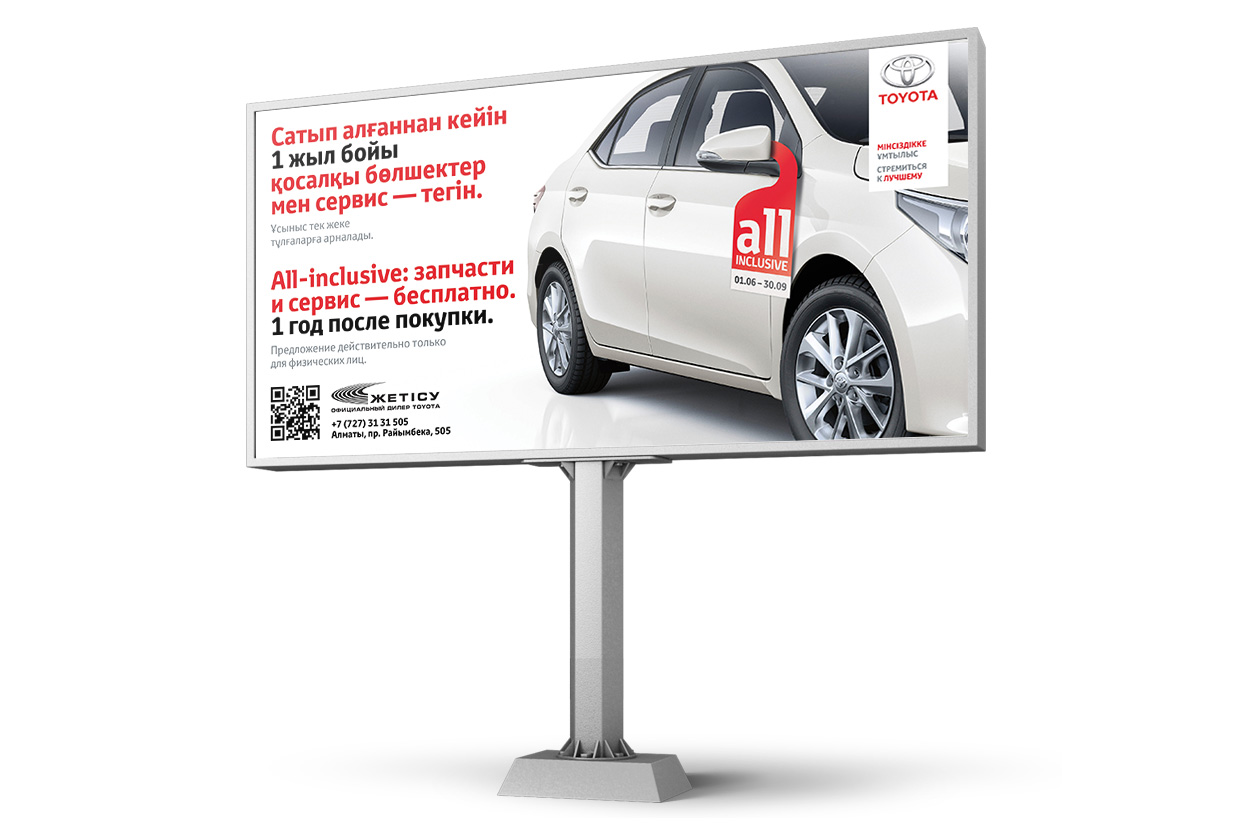 Сатып алғаннан кейін
1 жыл бойы
қосалқы бөлшектер
мен сервис — тегін.
Ұсыныс тек жеке
тұлғаларға арналады.
All-inclusive: запчасти
и сервис — бесплатно.
1 год после покупки.
Предложение действительно только
для физических лиц.
ЖЕТІСУ
ОФИЦИАЛЬНЫЙ ДИЛЕР TOYOTA
+7 (727) 31 31 505
Алматы, пр. Райымбека, 505
all
INCLUSIVE
01.06 – 30.09
TOYOTA
МІНСІЗДІККЕ
ҰМТЫЛЫС
СТРЕМИТЬСЯ
К ЛУЧШЕМУ